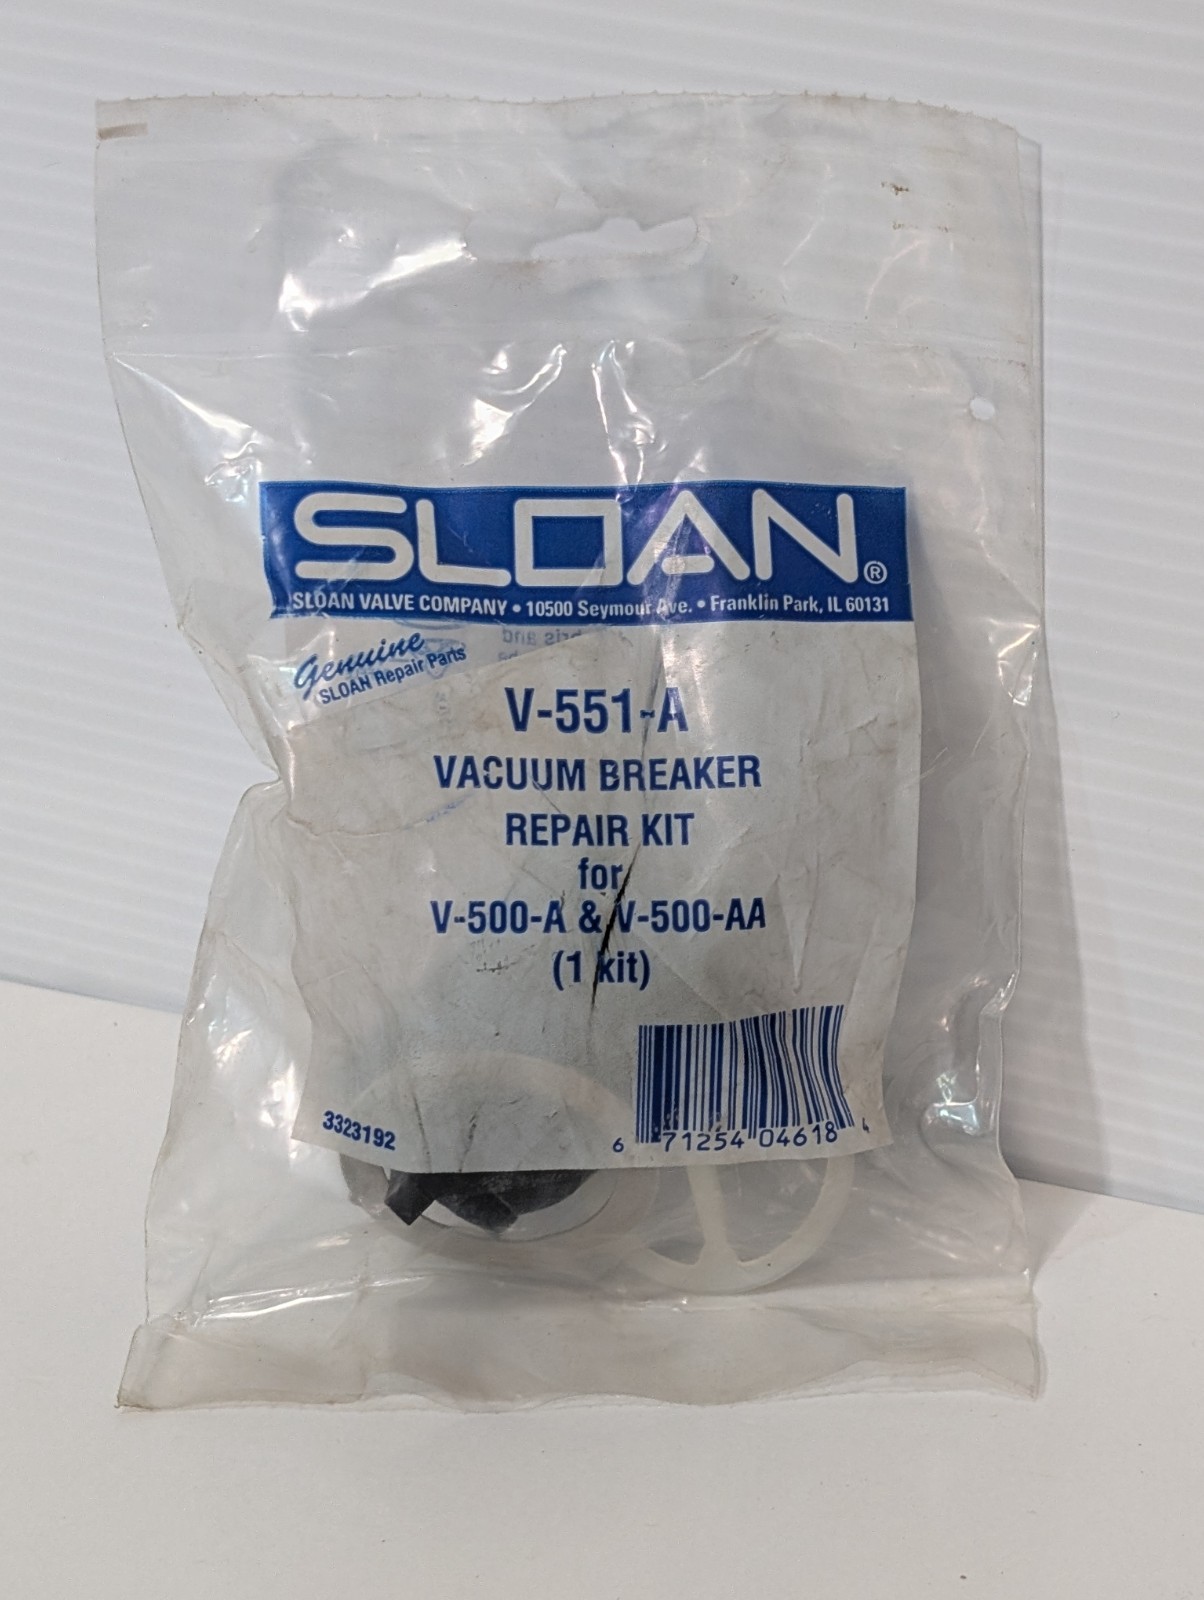 SLOAN®
SLOAN VALVE COMPANY • 10500 Seymour Ave. • Franklin Park, IL 60131
Genuine
SLOAN Repair Parts
V-551-A
VACUUM BREAKER
REPAIR KIT
for
V-500-A & V-500-AA
(1 kit)
3323192
6 71254 04618 4